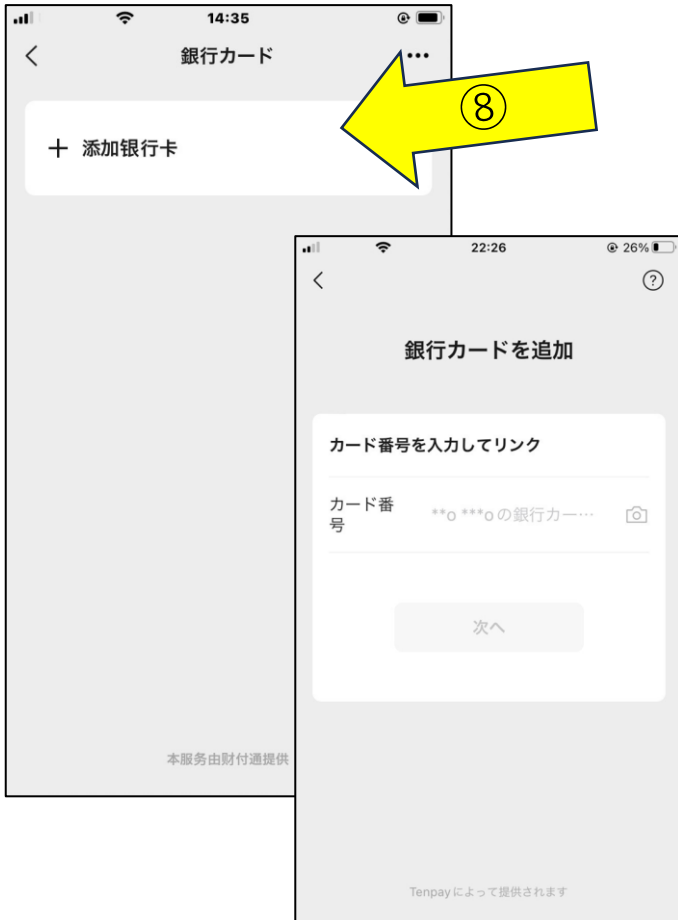 14:35
銀行カード
⑧
＋ 添加银行卡
本服务由财付通提供
22:26
26%
?
銀行カードを追加
カード番号を入力してリンク
カード番
号
**o ***oの銀行カー…
次へ
Tenpayによって提供されます